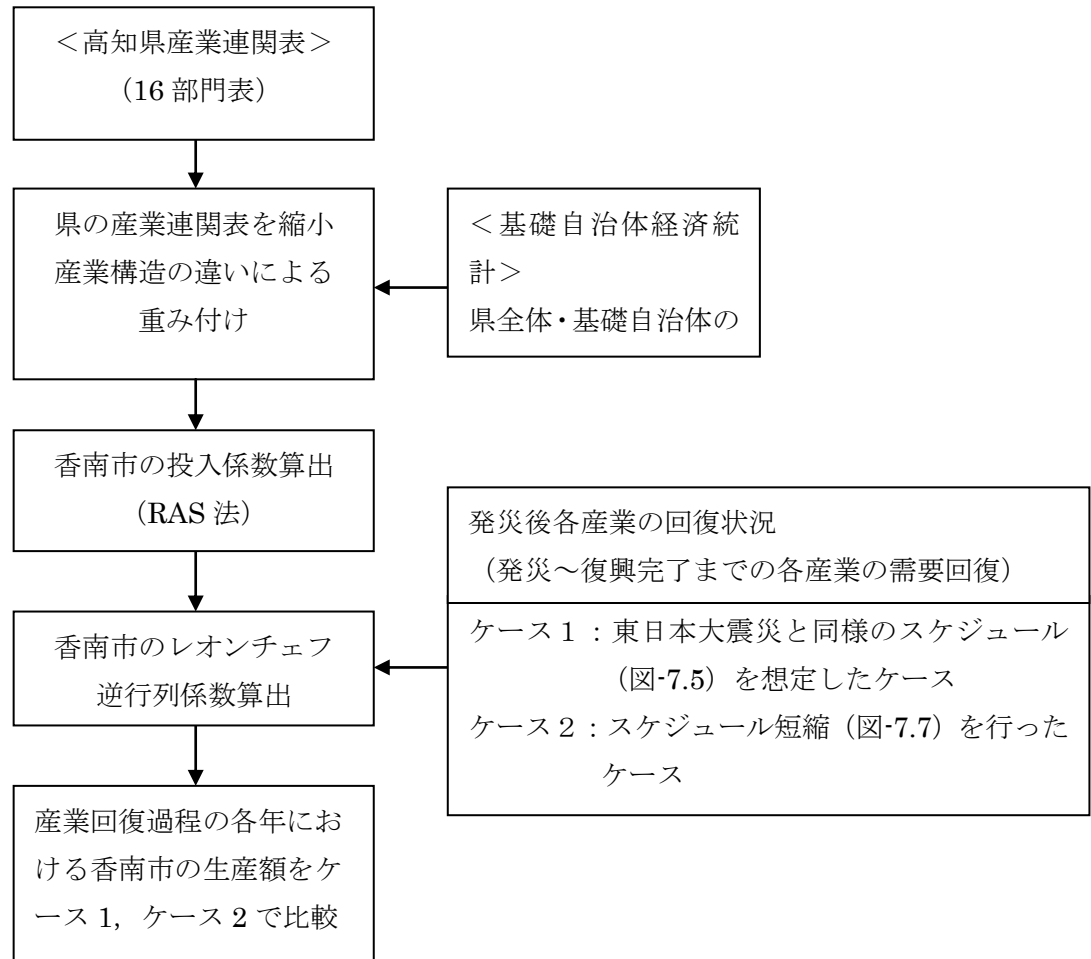 ＜高知県産業連関表＞
（16 部門表）
県の産業連関表を縮小
産業構造の違いによる
重み付け
＜基礎自治体経済統
計＞
県全体・基礎自治体の
香南市の投入係数算出
（RAS 法）
発災後各産業の回復状況
（発災～復興完了までの各産業の需要回復）
香南市のレオンチェフ
逆行列係数算出
ケース１：東日本大震災と同様のスケジュール
（図-7.5）を想定したケース
ケース２：スケジュール短縮（図-7.7）を行った
ケース
産業回復過程の各年にお
ける香南市の生産額をケ
ース 1，ケース 2 で比較